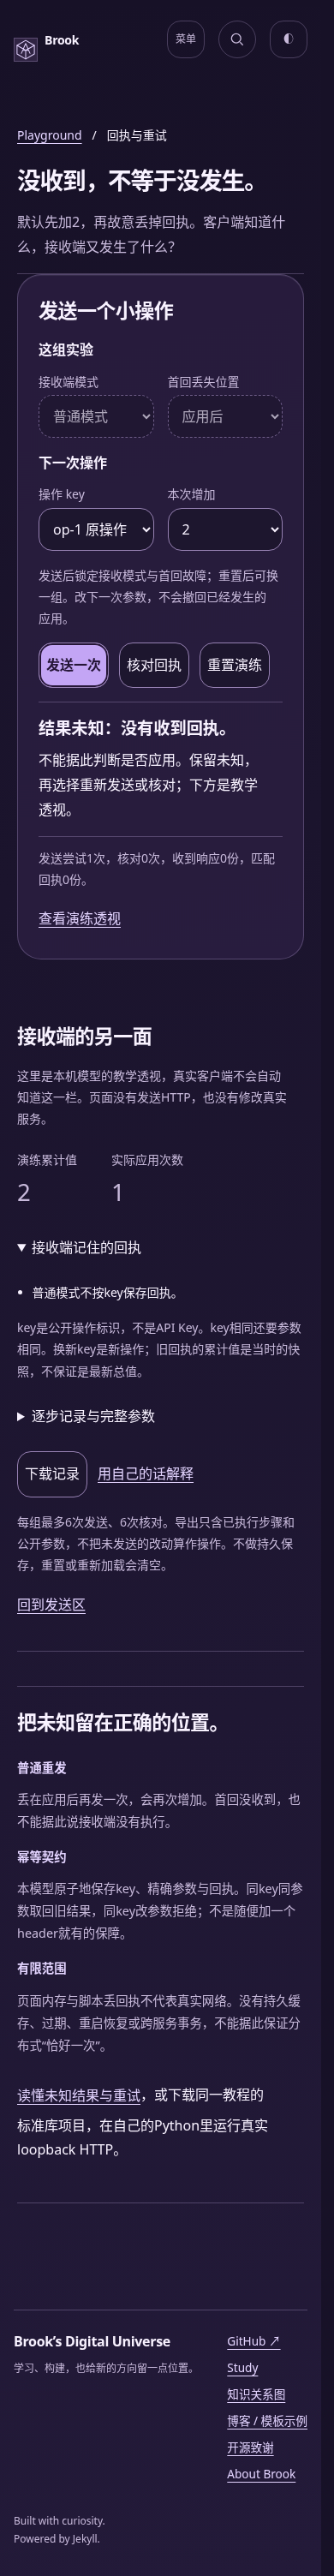 Brook
菜单
Playground / 回执与重试
没收到，不等于没发生。
默认先加2，再故意丢掉回执。客户端知道什
么，接收端又发生了什么？
发送一个小操作
这组实验
接收端模式 首回丢失位置
普通模式 应用后
下一次操作
操作 key 本次增加
op-1 原操作 2
发送后锁定接收模式与首回故障；重置后可换
一组。改下一次参数，不会撤回已经发生的
应用。
发送一次 核对回执 重置演练
结果未知：没有收到回执。
不能据此判断是否应用。保留未知，
再选择重新发送或核对；下方是教学
透视。
发送尝试1次，核对0次，收到响应0份，匹配
回执0份。
查看演练透视
接收端的另一面
这里是本机模型的教学透视，真实客户端不会自动
知道这一栏。页面没有发送HTTP，也没有修改真实
服务。
演练累计值 实际应用次数
2 1
▼ 接收端记住的回执
• 普通模式不按key保存回执。
key是公开操作标识，不是API Key。key相同还要参数
相同。换新key是新操作；旧回执的累计值是当时的快
照，不保证是最新总值。
▶ 逐步记录与完整参数
下载记录 用自己的话解释
每组最多6次发送、6次核对。导出只含已执行步骤和
公开参数，不把未发送的改动算作操作。不做持久保
存，重置或重新加载会清空。
回到发送区
把未知留在正确的位置。
普通重发
丢在应用后再发一次，会再次增加。首回没收到，也
不能据此说接收端没有执行。
幂等契约
本模型原子地保存key、精确参数与回执。同key同参
数取回旧结果，同key改参数拒绝；不是随便加一个
header就有的保障。
有限范围
页面内存与脚本丢回执不代表真实网络。没有持久缓
存、过期、重启恢复或跨服务事务，不能据此保证分
布式“恰好一次”。
读懂未知结果与重试，或下载同一教程的
标准库项目，在自己的Python里运行真实
loopback HTTP。
Brook’s Digital Universe
学习、构建，也给新的方向留一点位置。
GitHub ↗
Study
知识关系图
博客 / 模板示例
开源致谢
About Brook
Built with curiosity.
Powered by Jekyll.